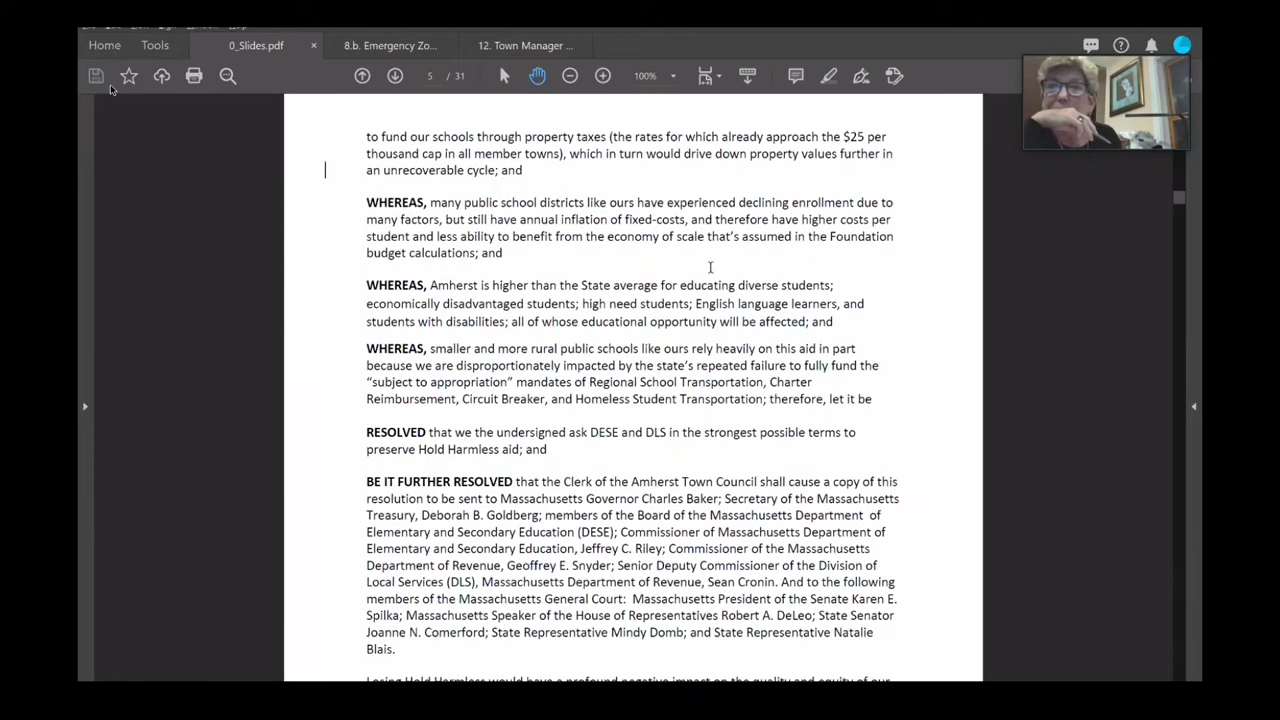 Home Tools 0_Slides.pdf × 8.b. Emergency Zo... 12. Town Manager ...
5 / 31 100%
to fund our schools through property taxes (the rates for which already approach the $25 per
thousand cap in all member towns), which in turn would drive down property values further in
an unrecoverable cycle; and
WHEREAS, many public school districts like ours have experienced declining enrollment due to
many factors, but still have annual inflation of fixed-costs, and therefore have higher costs per
student and less ability to benefit from the economy of scale that's assumed in the Foundation
budget calculations; and
WHEREAS, Amherst is higher than the State average for educating diverse students;
economically disadvantaged students; high need students; English language learners, and
students with disabilities; all of whose educational opportunity will be affected; and
WHEREAS, smaller and more rural public schools like ours rely heavily on this aid in part
because we are disproportionately impacted by the state's repeated failure to fully fund the
"subject to appropriation" mandates of Regional School Transportation, Charter
Reimbursement, Circuit Breaker, and Homeless Student Transportation; therefore, let it be
RESOLVED that we the undersigned ask DESE and DLS in the strongest possible terms to
preserve Hold Harmless aid; and
BE IT FURTHER RESOLVED that the Clerk of the Amherst Town Council shall cause a copy of this
resolution to be sent to Massachusetts Governor Charles Baker; Secretary of the Massachusetts
Treasury, Deborah B. Goldberg; members of the Board of the Massachusetts Department of
Elementary and Secondary Education (DESE); Commissioner of Massachusetts Department of
Elementary and Secondary Education, Jeffrey C. Riley; Commissioner of the Massachusetts
Department of Revenue, Geoffrey E. Snyder; Senior Deputy Commissioner of the Division of
Local Services (DLS), Massachusetts Department of Revenue, Sean Cronin. And to the following
members of the Massachusetts General Court: Massachusetts President of the Senate Karen E.
Spilka; Massachusetts Speaker of the House of Representatives Robert A. DeLeo; State Senator
Joanne N. Comerford; State Representative Mindy Domb; and State Representative Natalie
Blais.
Losing Hold Harmless would have a profound negative impact on the quality and equity of our